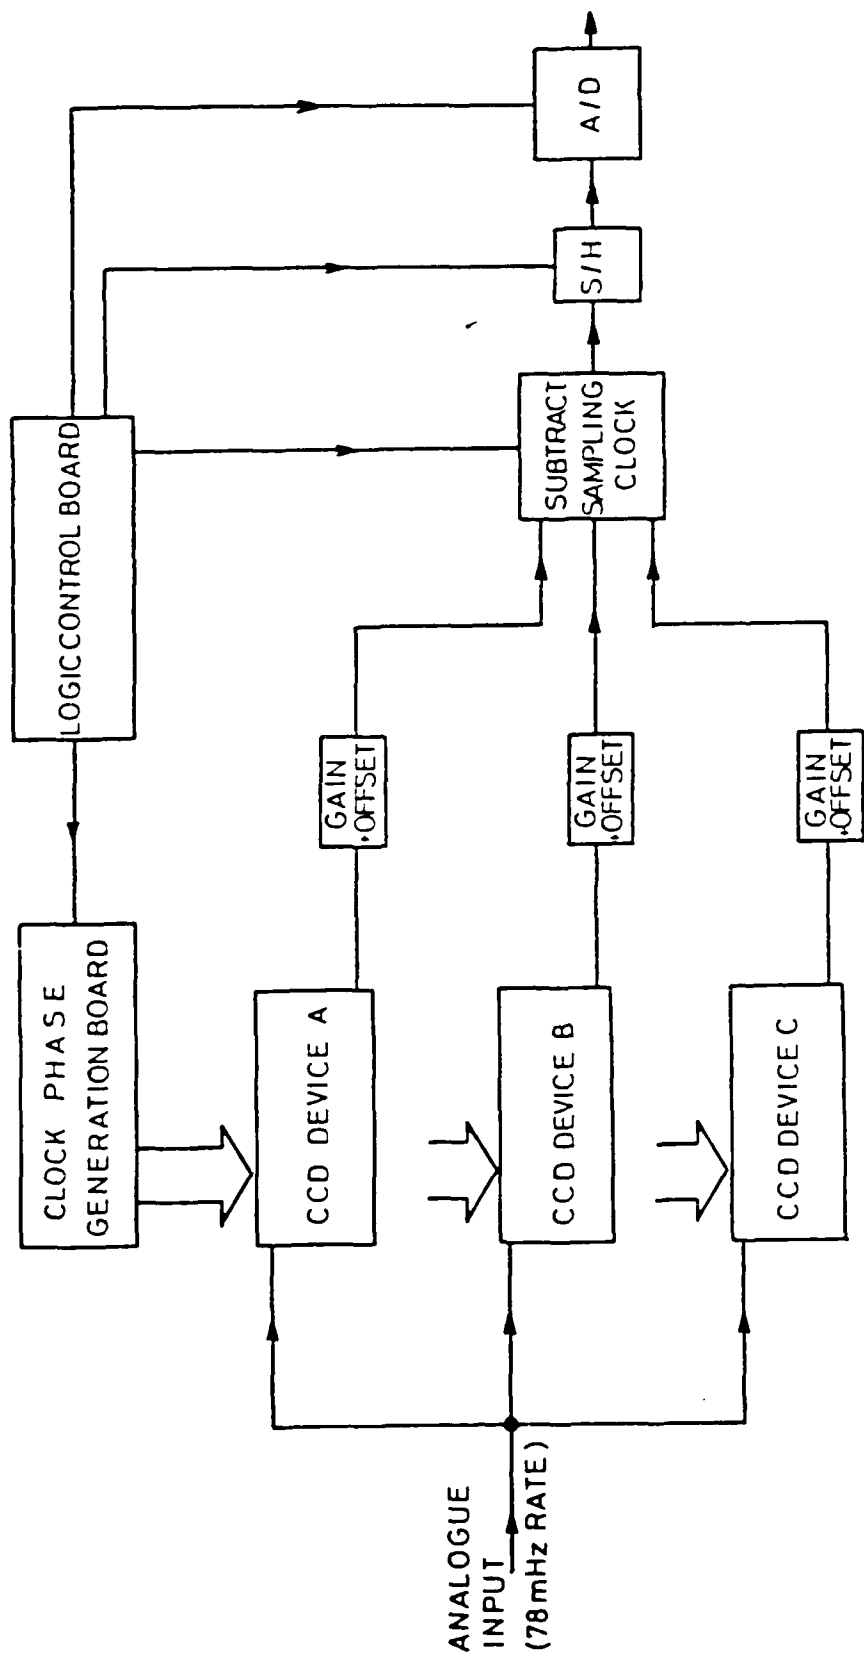 CLOCK PHASE
GENERATION BOARD
LOGIC CONTROL BOARD
ANALOGUE
INPUT
(78mHz RATE)
CCD DEVICE A
CCD DEVICE B
CCD DEVICE C
GAIN
+OFFSET
GAIN
+OFFSET
GAIN
+OFFSET
SUBTRACT
SAMPLING
CLOCK
S/H
A/D